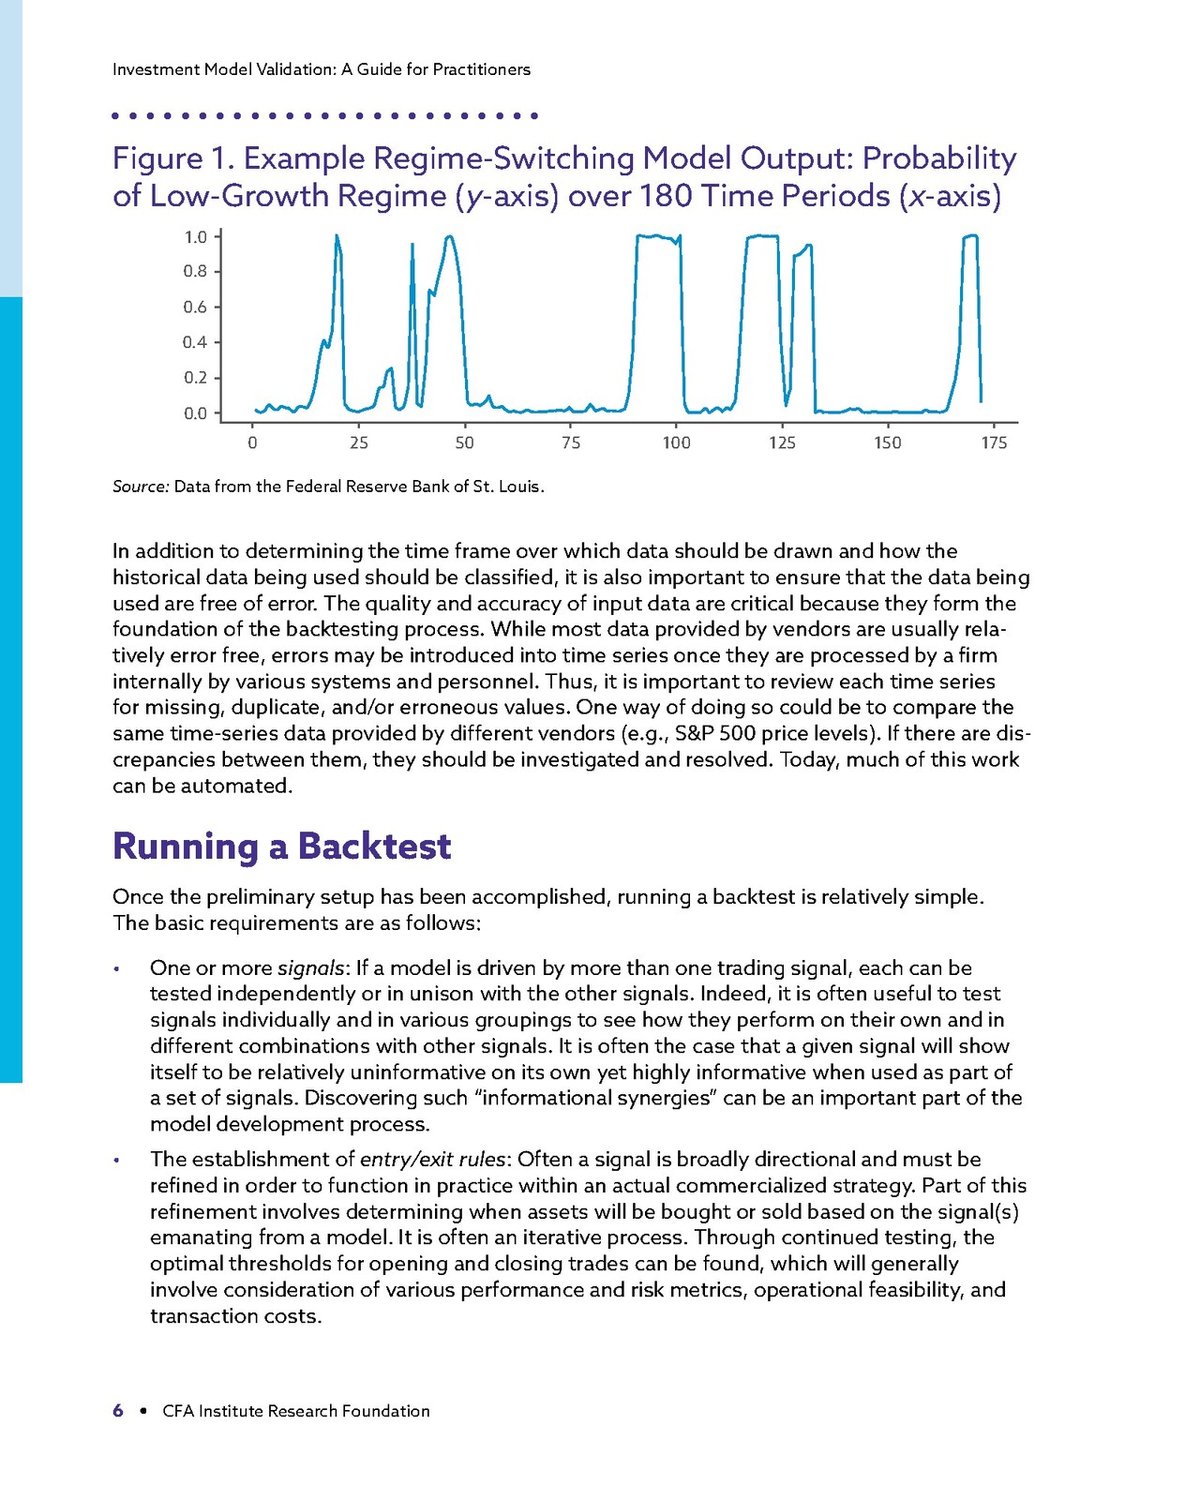 Investment Model Validation: A Guide for Practitioners
Figure 1. Example Regime-Switching Model Output: Probability
of Low-Growth Regime (y-axis) over 180 Time Periods (x-axis)
1.0
0.8
0.6
0.4
0.2
0.0
0 25 50 75 100 125 150 175
Source: Data from the Federal Reserve Bank of St. Louis.
In addition to determining the time frame over which data should be drawn and how the
historical data being used should be classified, it is also important to ensure that the data being
used are free of error. The quality and accuracy of input data are critical because they form the
foundation of the backtesting process. While most data provided by vendors are usually rela-
tively error free, errors may be introduced into time series once they are processed by a firm
internally by various systems and personnel. Thus, it is important to review each time series
for missing, duplicate, and/or erroneous values. One way of doing so could be to compare the
same time-series data provided by different vendors (e.g., S&P 500 price levels). If there are dis-
crepancies between them, they should be investigated and resolved. Today, much of this work
can be automated.
Running a Backtest
Once the preliminary setup has been accomplished, running a backtest is relatively simple.
The basic requirements are as follows:
• One or more signals: If a model is driven by more than one trading signal, each can be
tested independently or in unison with the other signals. Indeed, it is often useful to test
signals individually and in various groupings to see how they perform on their own and in
different combinations with other signals. It is often the case that a given signal will show
itself to be relatively uninformative on its own yet highly informative when used as part of
a set of signals. Discovering such “informational synergies” can be an important part of the
model development process.
• The establishment of entry/exit rules: Often a signal is broadly directional and must be
refined in order to function in practice within an actual commercialized strategy. Part of this
refinement involves determining when assets will be bought or sold based on the signal(s)
emanating from a model. It is often an iterative process. Through continued testing, the
optimal thresholds for opening and closing trades can be found, which will generally
involve consideration of various performance and risk metrics, operational feasibility, and
transaction costs.
6 • CFA Institute Research Foundation